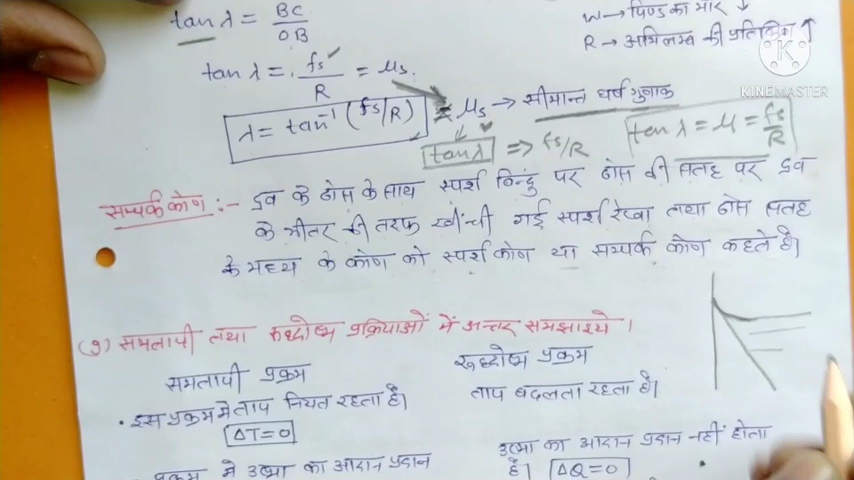 tan λ = BC/OB
W → पिण्ड का भार ↓
R → अभिलम्ब की प्रतिक्रिया ↑
KINEMASTER
tan λ = fs/R = μs.
λ = tan⁻¹ (fs/R) = μs → सीमान्त घर्ष गुणांक
tan λ => fs/R
tan λ = μ = fs/R
सम्पर्क कोण :- द्रव के ठोस के साथ स्पर्श बिन्दु पर ठोस की सतह पर द्रव
के भीतर की तरफ खींची गई स्पर्श रेखा तथा ठोस सतह
के मध्य के कोण को स्पर्श कोण या सम्पर्क कोण कहते है।
(9) समतापी तथा रुध्दोष्म प्रक्रियाओं में अन्तर समझाइये।
समतापी प्रक्रम
रूध्दोष्म प्रक्रम
• इस प्रक्रम मे ताप नियत रहता है।
ताप बदलता रहता है।
ΔT=0
उष्मा का आदान प्रदान नहीं होता
है। ΔQ=0
प्रक्रम मे उष्मा का आदान प्रदान